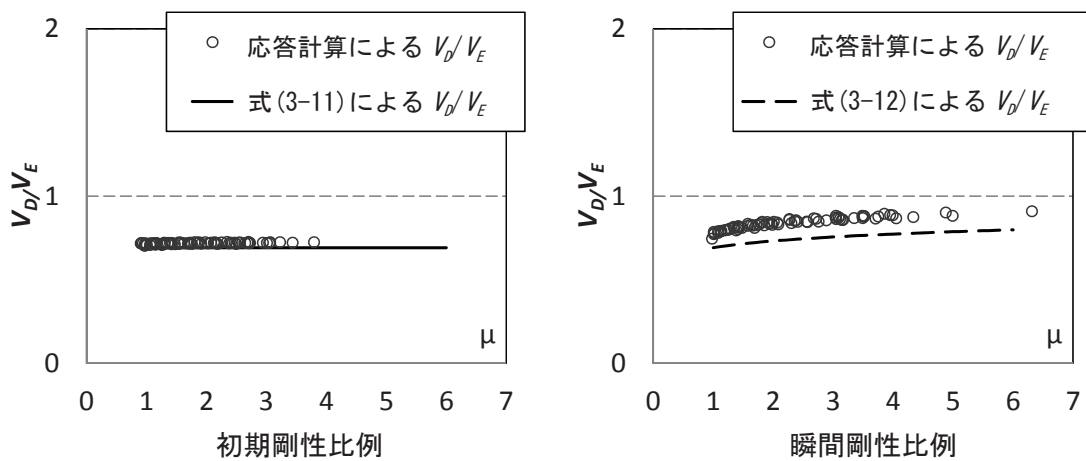 応答計算による V_D/V_E
式(3-11)による V_D/V_E
2
1
0
V_D/V_E
μ
0 1 2 3 4 5 6 7
初期剛性比例
応答計算による V_D/V_E
式(3-12)による V_D/V_E
2
1
0
V_D/V_E
μ
0 1 2 3 4 5 6 7
瞬間剛性比例